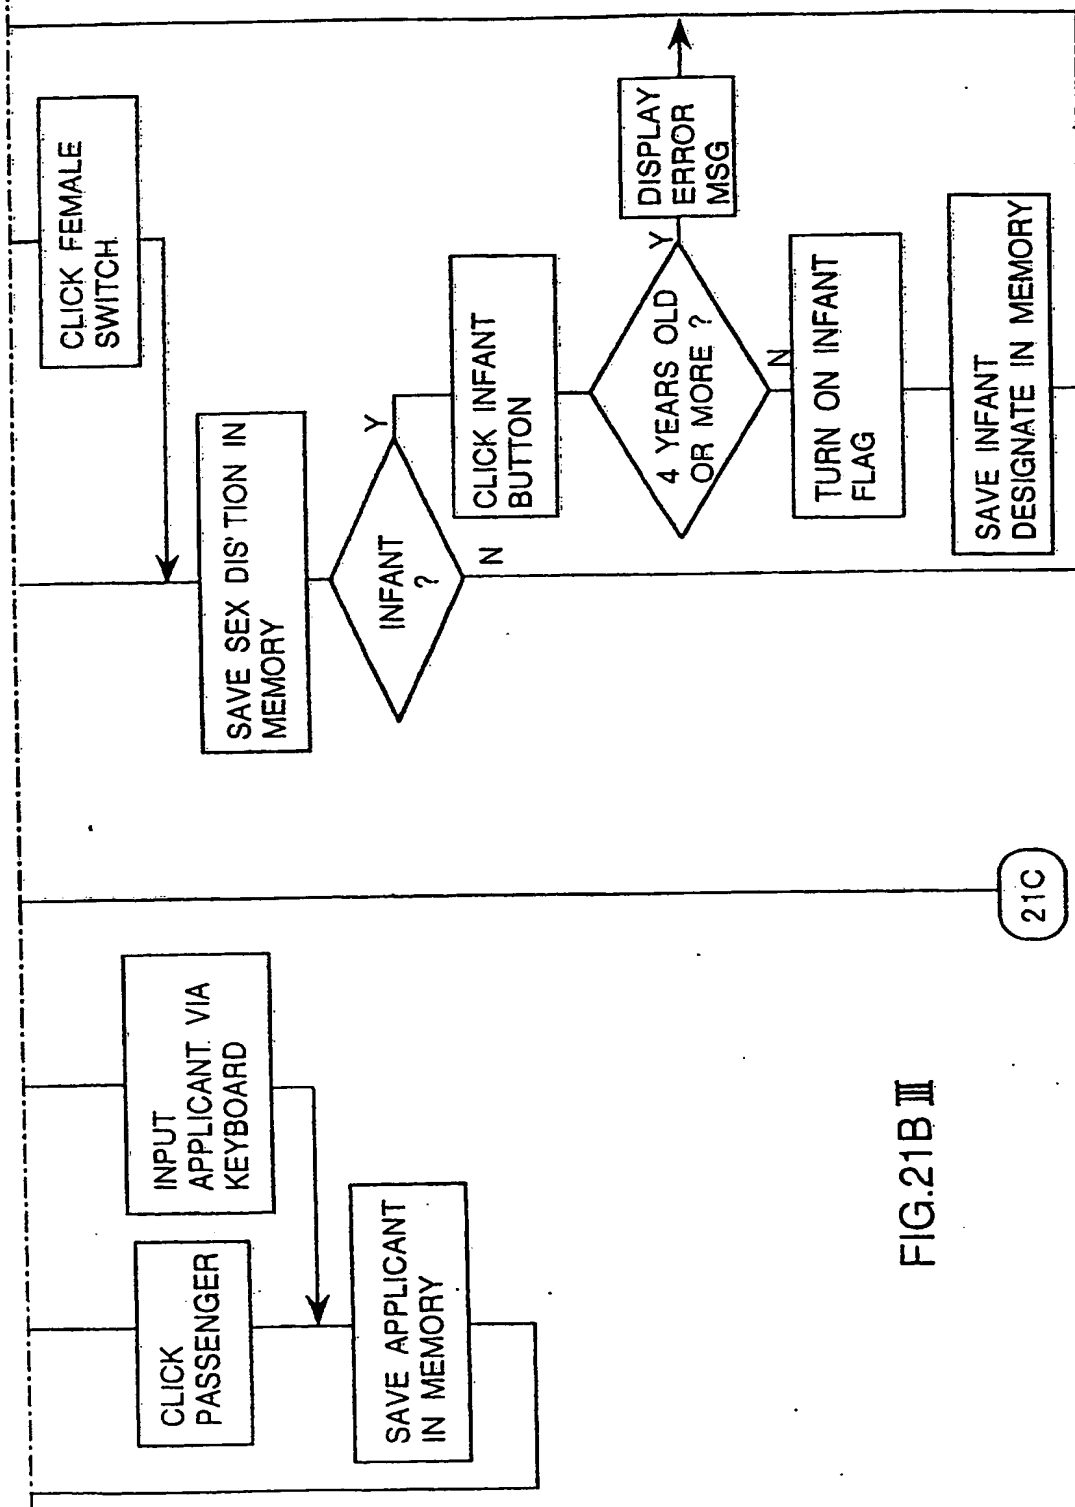 CLICK
PASSENGER
INPUT
APPLICANT VIA
KEYBOARD
SAVE APPLICANT
IN MEMORY
21C
CLICK FEMALE
SWITCH
SAVE SEX DIS'TION IN
MEMORY
INFANT
?
Y
N
CLICK INFANT
BUTTON
4 YEARS OLD
OR MORE ?
Y
N
DISPLAY
ERROR
MSG
TURN ON INFANT
FLAG
SAVE INFANT
DESIGNATE IN MEMORY
FIG.21B III